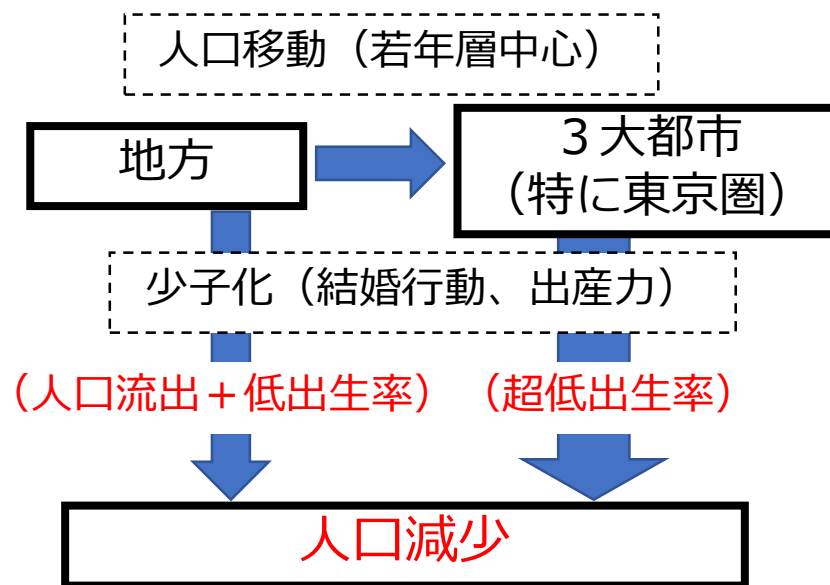 人口移動（若年層中心）
地方
３大都市
（特に東京圏）
少子化（結婚行動、出産力）
（人口流出＋低出生率）
（超低出生率）
人口減少